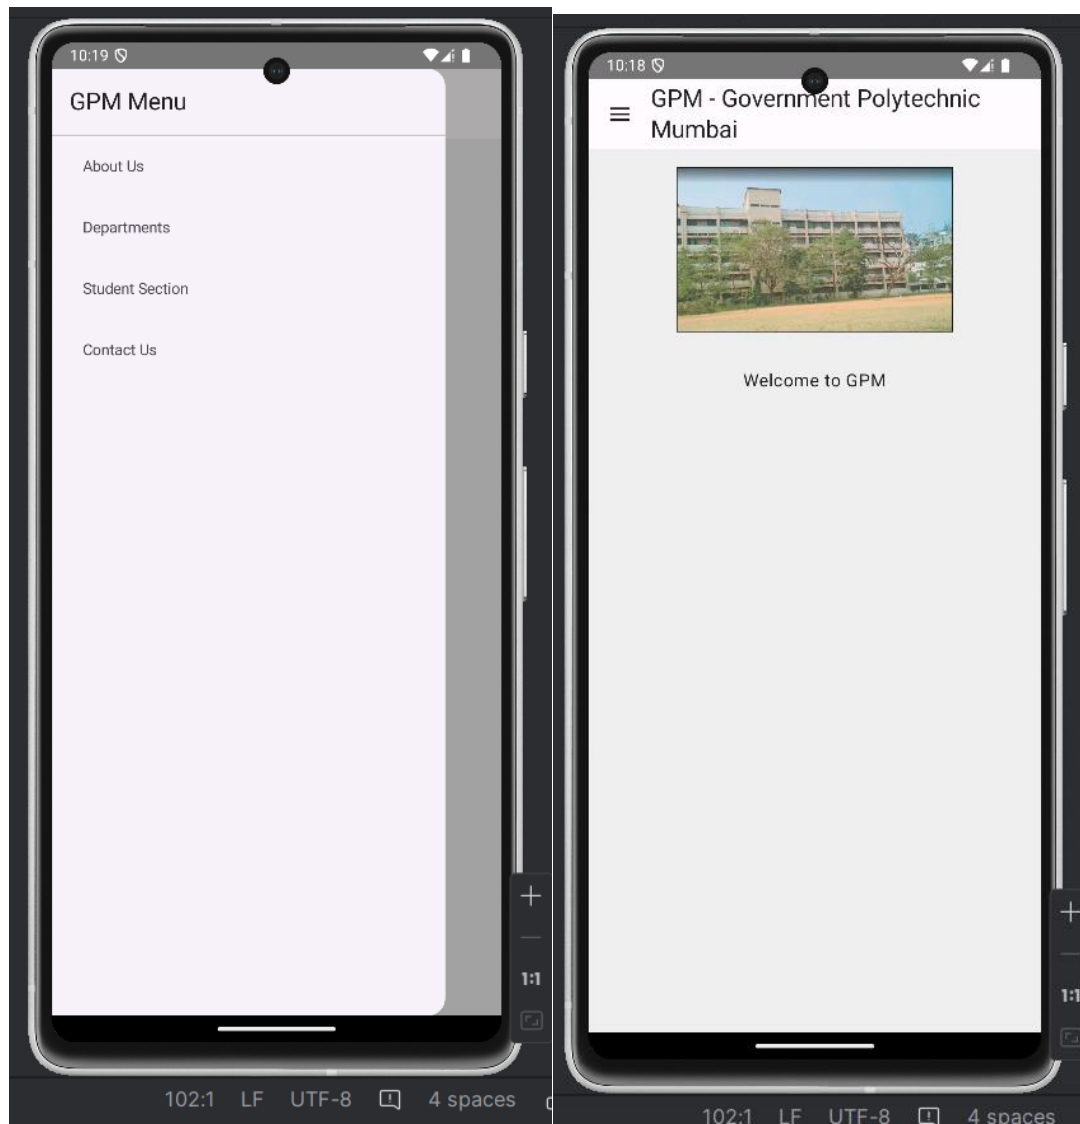 10:19
GPM Menu
About Us
Departments
Student Section
Contact Us
1:1
102:1 LF UTF-8 4 spaces
10:18
GPM - Government Polytechnic
Mumbai
Welcome to GPM
1:1
102:1 LF UTF-8 4 spaces